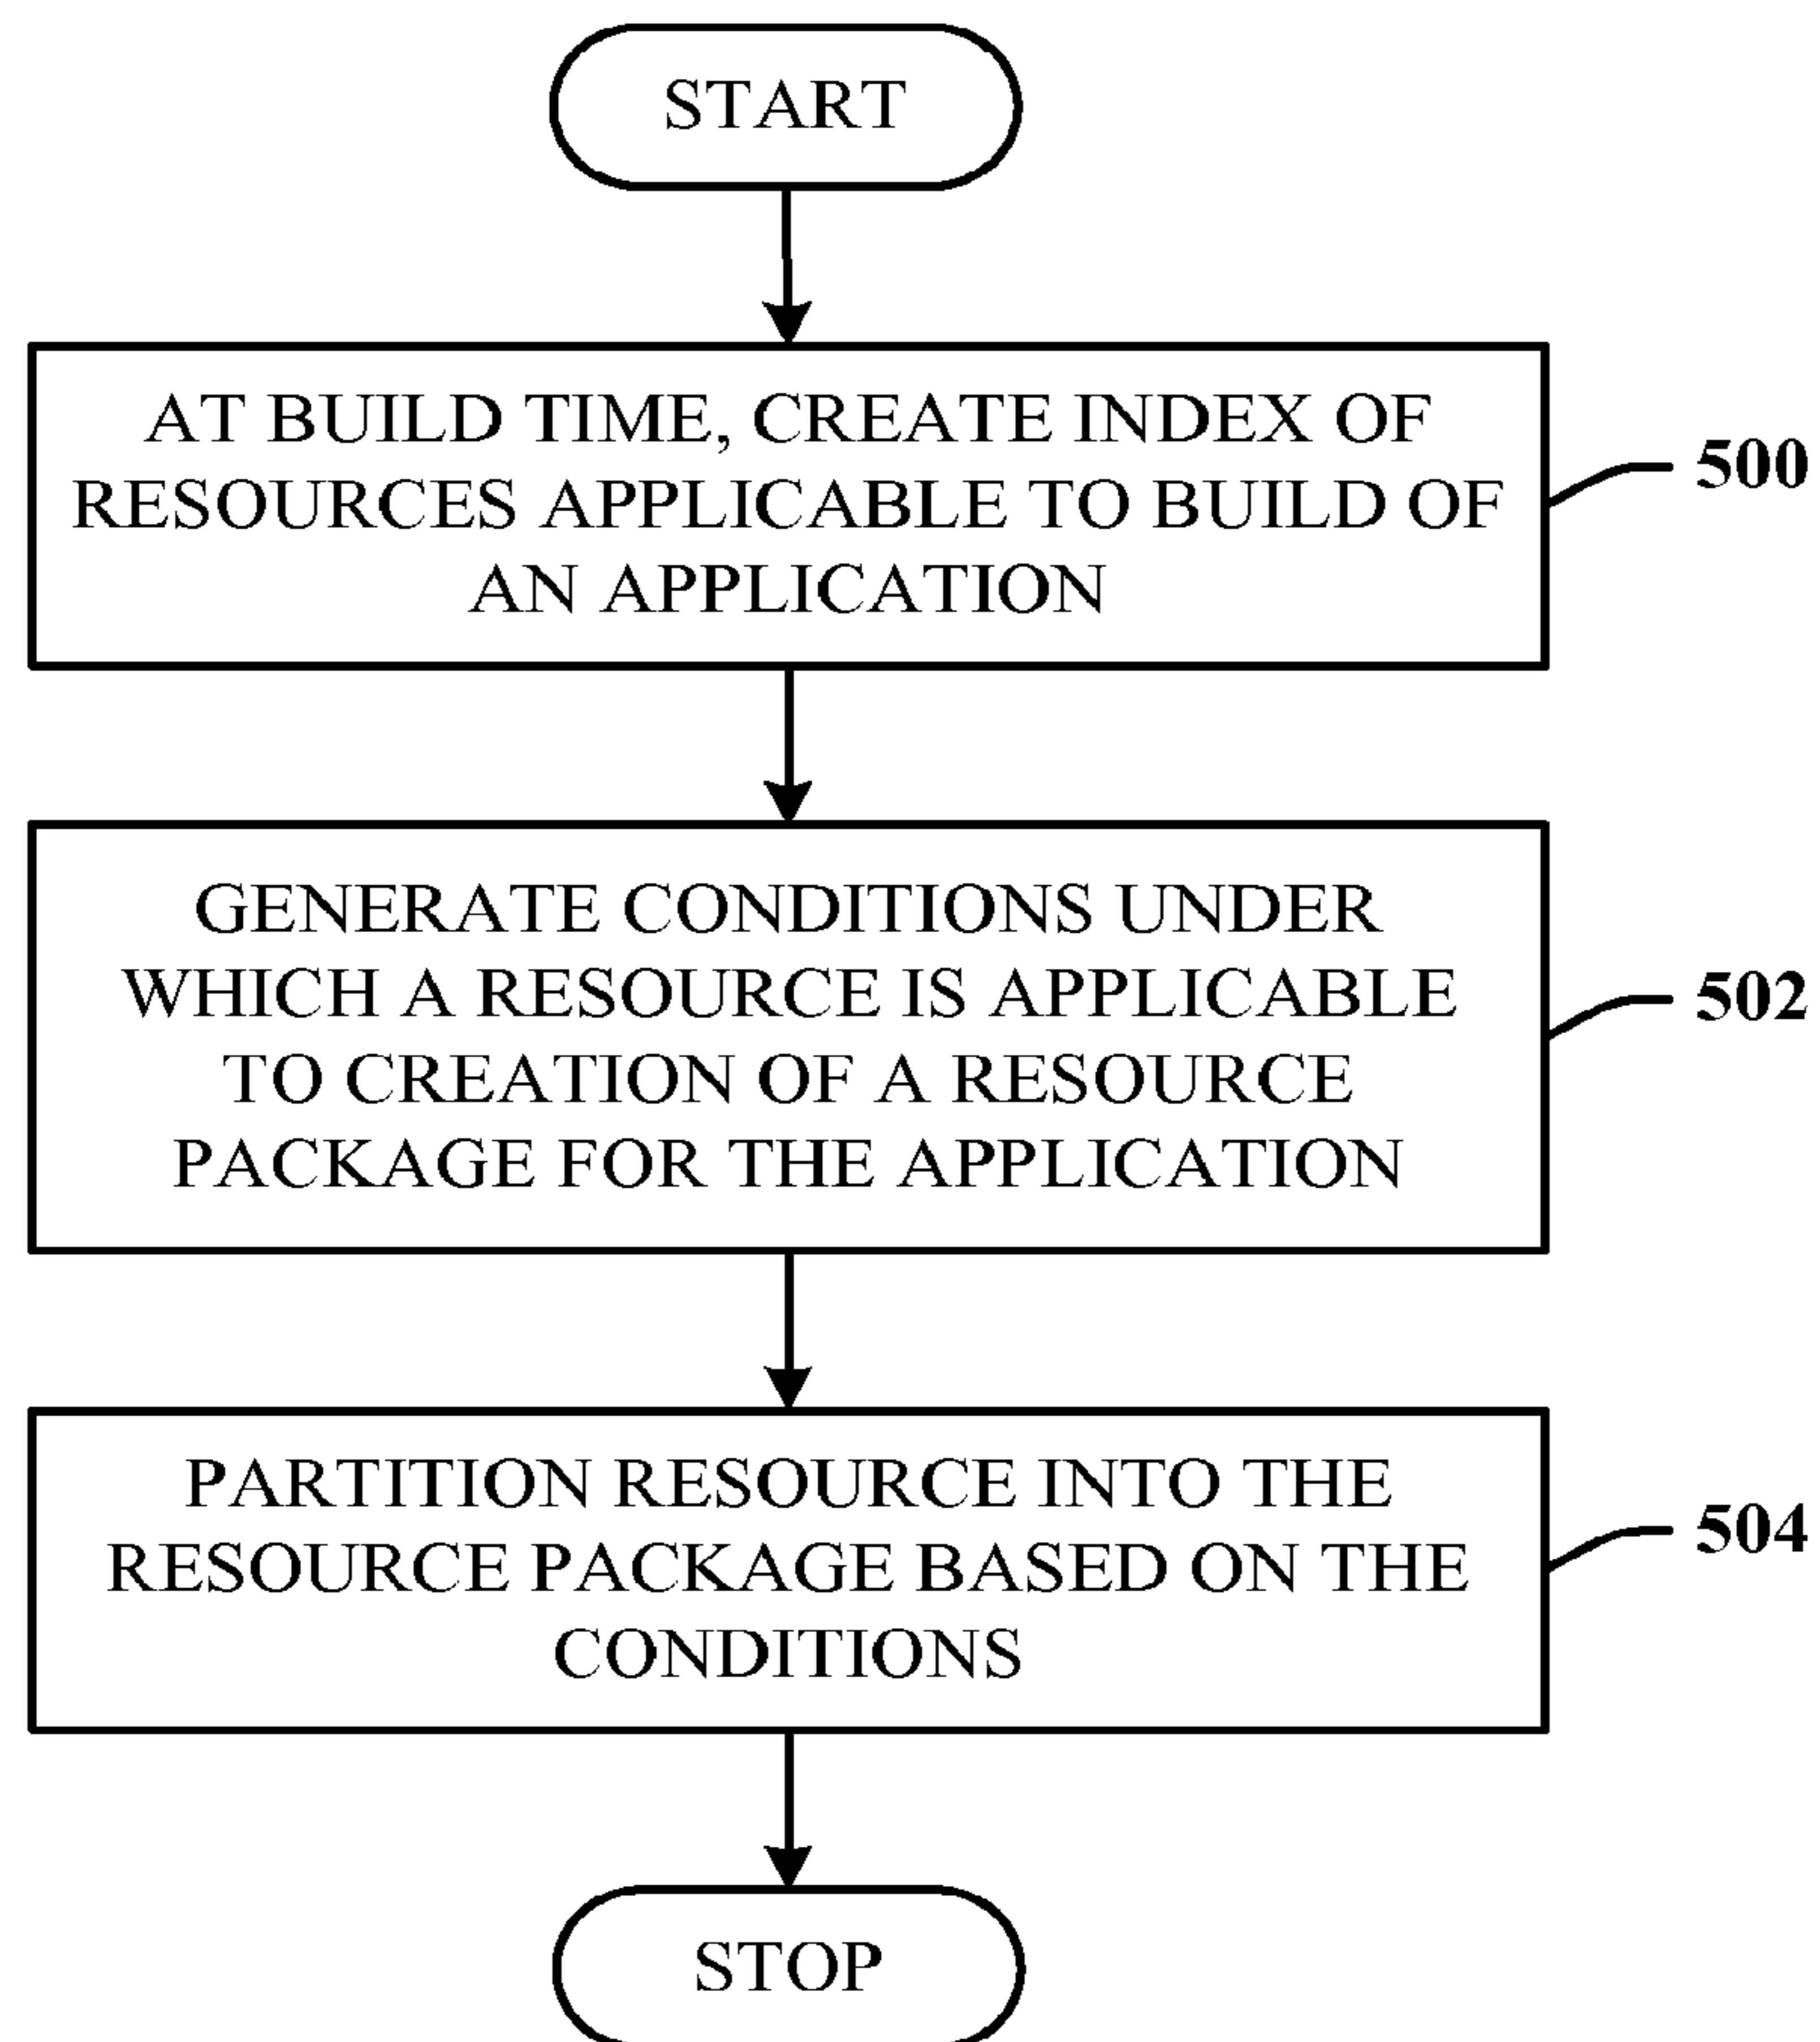 START
AT BUILD TIME, CREATE INDEX OF
RESOURCES APPLICABLE TO BUILD OF
AN APPLICATION
500
GENERATE CONDITIONS UNDER
WHICH A RESOURCE IS APPLICABLE
TO CREATION OF A RESOURCE
PACKAGE FOR THE APPLICATION
502
PARTITION RESOURCE INTO THE
RESOURCE PACKAGE BASED ON THE
CONDITIONS
504
STOP